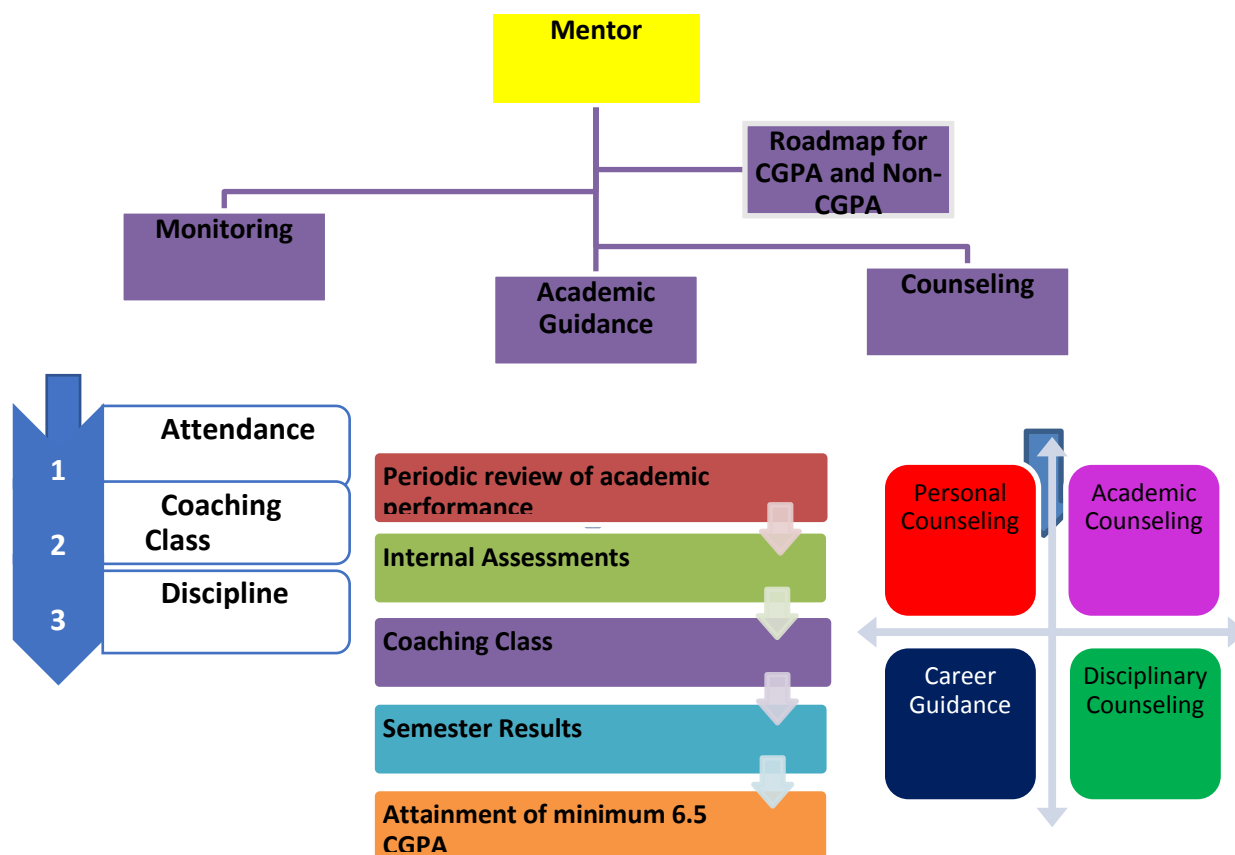 Mentor
Roadmap for
CGPA and Non-
CGPA
Monitoring
Academic
Guidance
Counseling
1
Attendance
2
Coaching
Class
3
Discipline
Periodic review of academic
performance
Internal Assessments
Coaching Class
Semester Results
Attainment of minimum 6.5
CGPA
Personal
Counseling
Academic
Counseling
Career
Guidance
Disciplinary
Counseling